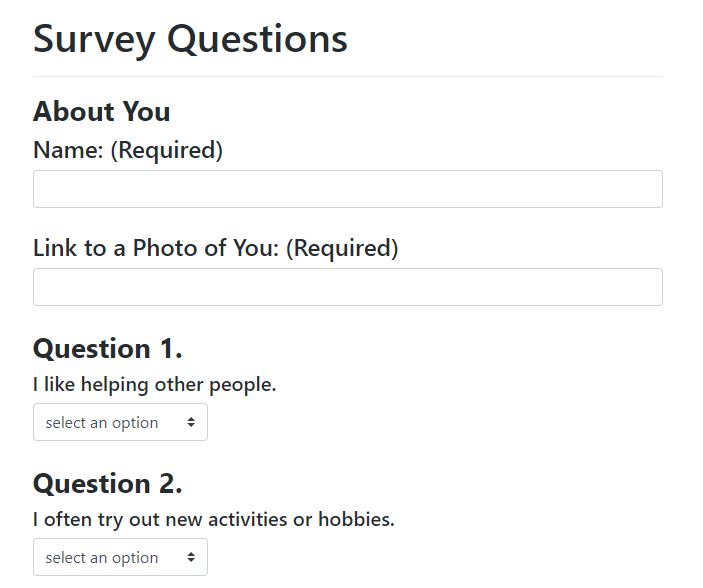 Survey Questions
About You
Name: (Required)
Link to a Photo of You: (Required)
Question 1.
I like helping other people.
select an option
Question 2.
I often try out new activities or hobbies.
select an option